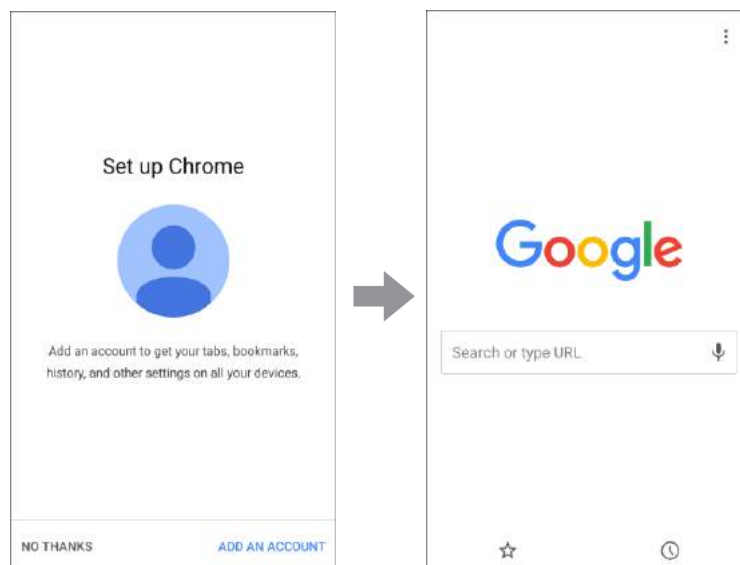 Set up Chrome
Add an account to get your tabs, bookmarks,
history, and other settings on all your devices.
NO THANKS
ADD AN ACCOUNT
Google
Search or type URL